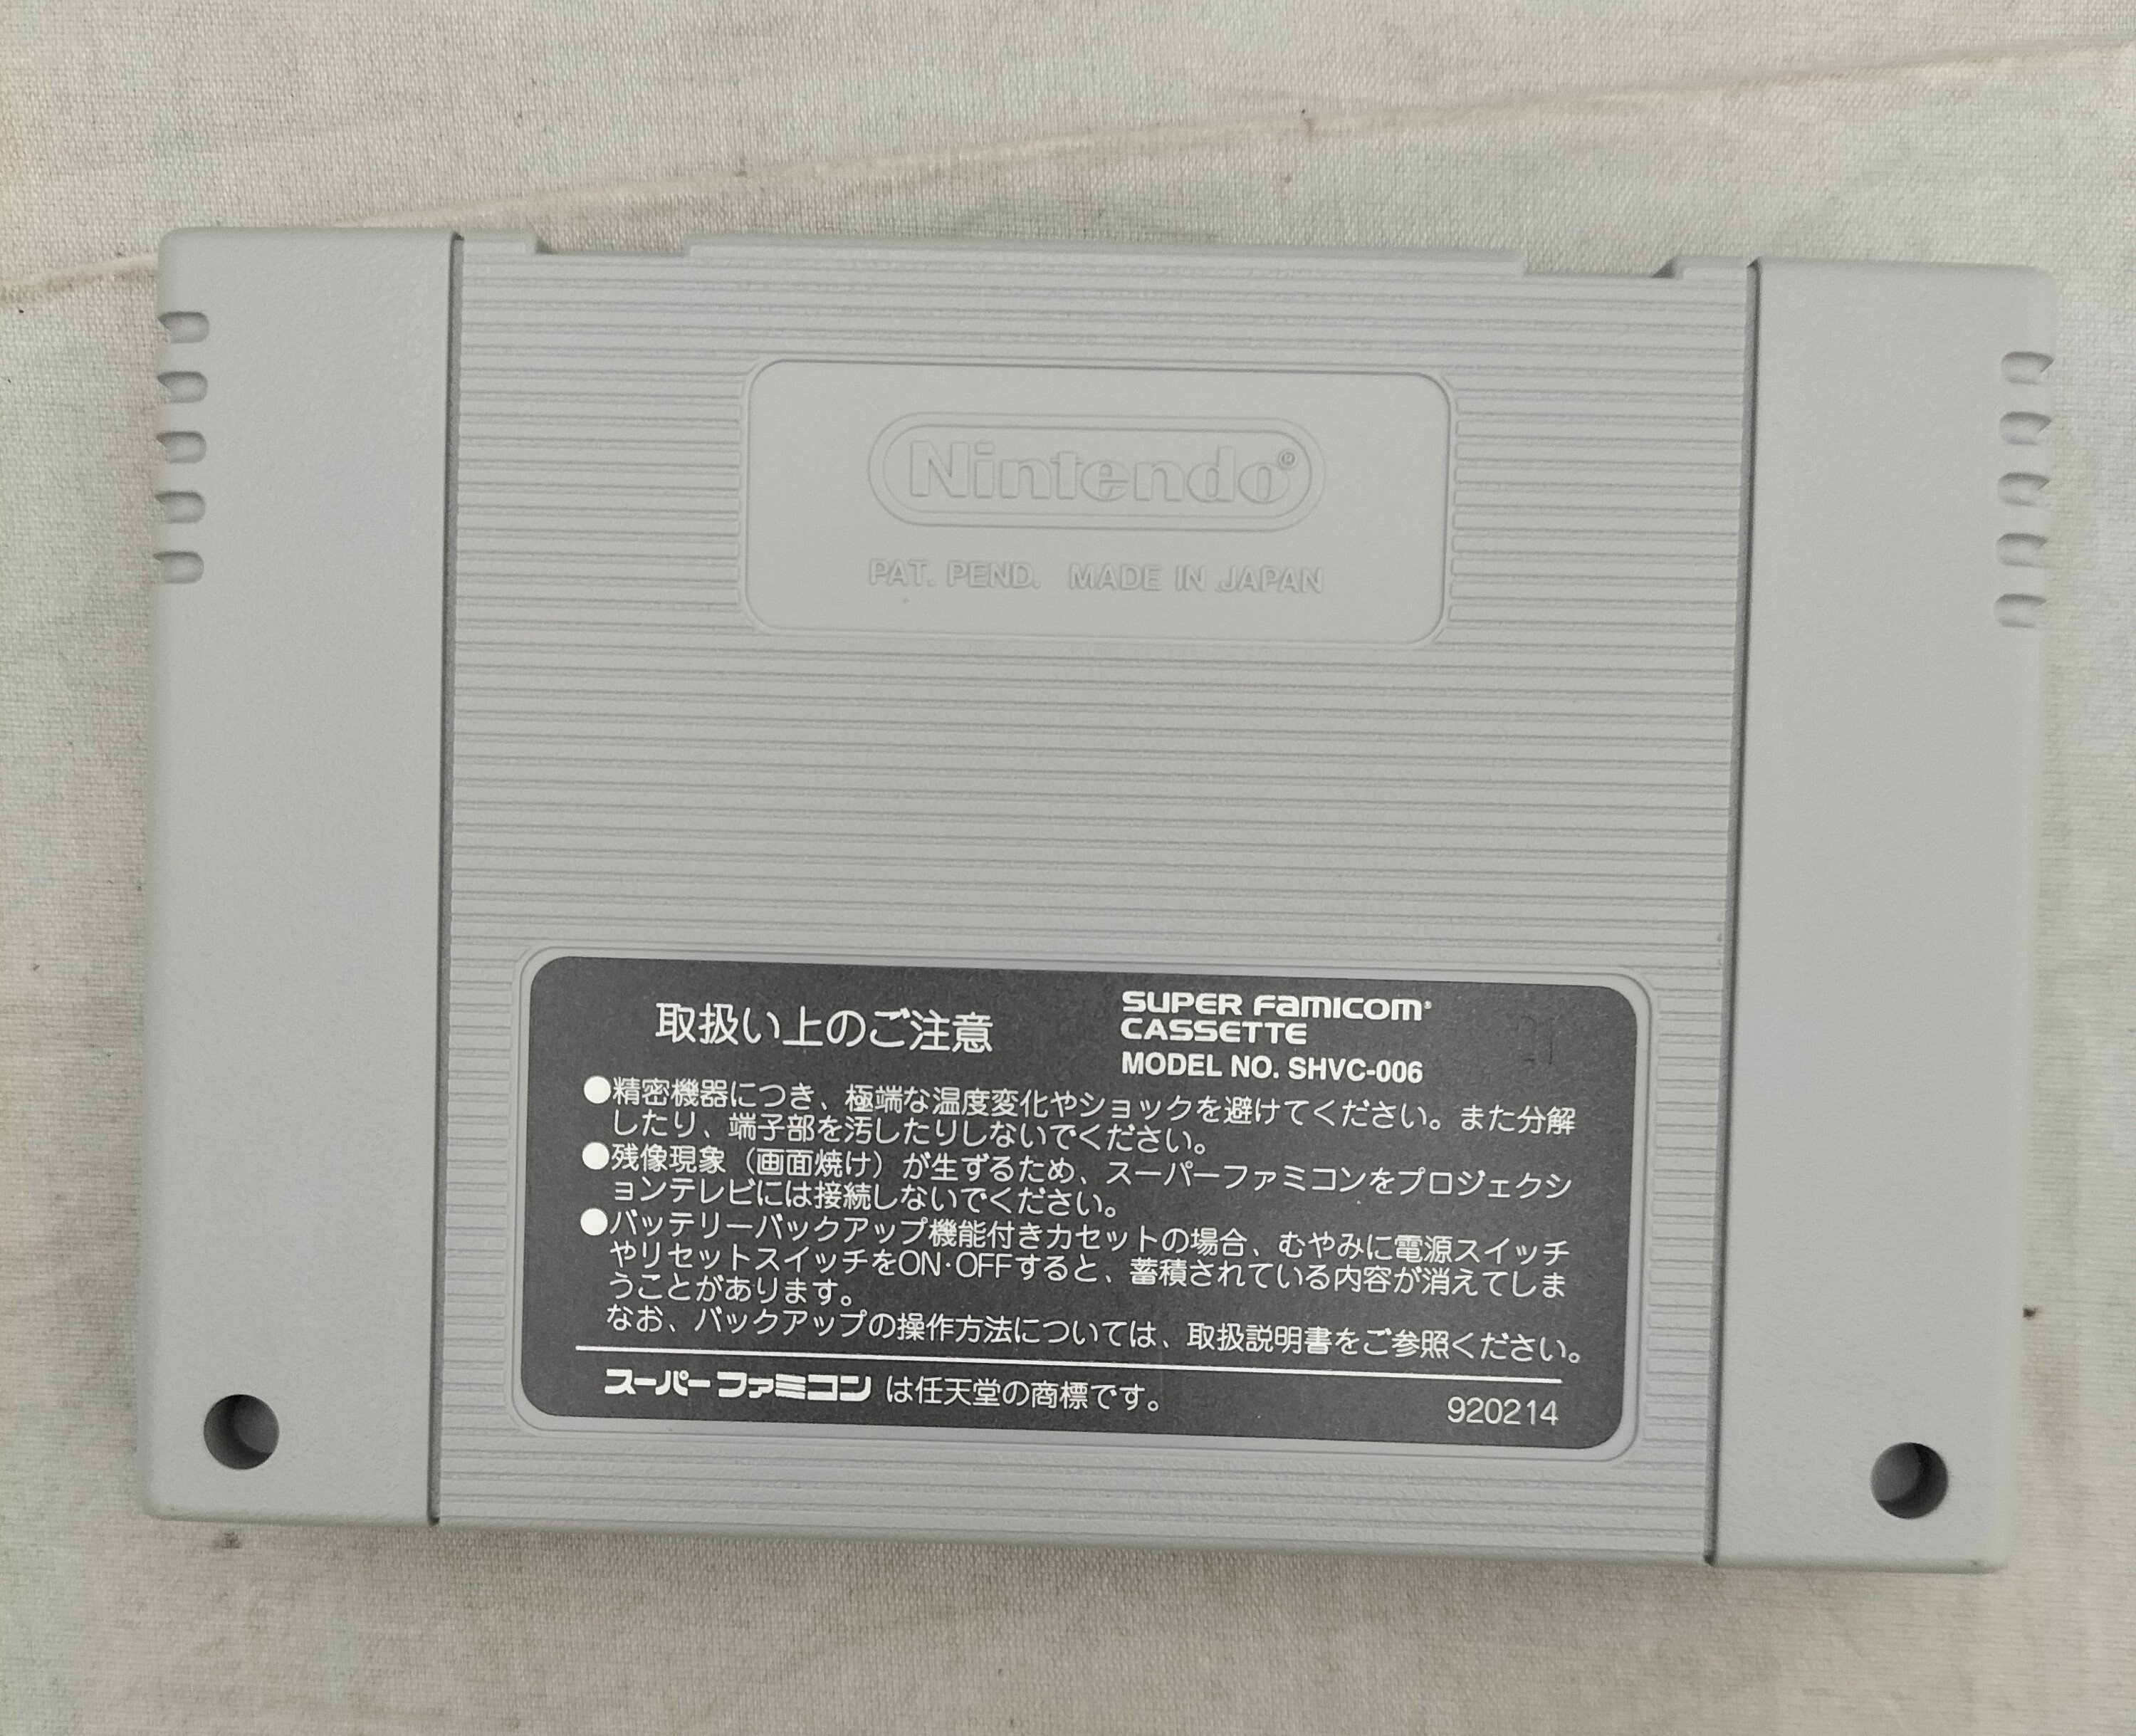 Nintendo®
PAT. PEND. MADE IN JAPAN
取扱い上のご注意
SUPER FAMICOM®
CASSETTE
MODEL NO. SHVC-006
●精密機器につき、極端な温度変化やショックを避けてください。また分解
したり、端子部を汚したりしないでください。
●残像現象（画面焼け）が生ずるため、スーパーファミコンをプロジェクシ
ョンテレビには接続しないでください。
●バッテリーバックアップ機能付きカセットの場合、むやみに電源スイッチ
やリセットスイッチをON·OFFすると、蓄積されている内容が消えてしま
うことがあります。
なお、バックアップの操作方法については、取扱説明書をご参照ください。
スーパーファミコンは任天堂の商標です。
920214